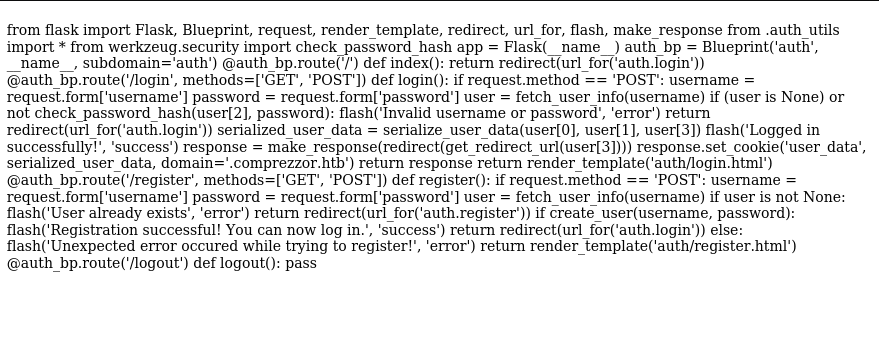 from flask import Flask, Blueprint, request, render_template, redirect, url_for, flash, make_response from .auth_utils
import * from werkzeug.security import check_password_hash app = Flask(__name__) auth_bp = Blueprint('auth',
__name__, subdomain='auth') @auth_bp.route('/') def index(): return redirect(url_for('auth.login'))
@auth_bp.route('/login', methods=['GET', 'POST']) def login(): if request.method == 'POST': username =
request.form['username'] password = request.form['password'] user = fetch_user_info(username) if (user is None) or
not check_password_hash(user[2], password): flash('Invalid username or password', 'error') return
redirect(url_for('auth.login')) serialized_user_data = serialize_user_data(user[0], user[1], user[3]) flash('Logged in
successfully!', 'success') response = make_response(redirect(get_redirect_url(user[3]))) response.set_cookie('user_data',
serialized_user_data, domain='.comprezzor.htb') return response return render_template('auth/login.html')
@auth_bp.route('/register', methods=['GET', 'POST']) def register(): if request.method == 'POST': username =
request.form['username'] password = request.form['password'] user = fetch_user_info(username) if user is not None:
flash('User already exists', 'error') return redirect(url_for('auth.register')) if create_user(username, password):
flash('Registration successful! You can now log in.', 'success') return redirect(url_for('auth.login')) else:
flash('Unexpected error occured while trying to register!', 'error') return render_template('auth/register.html')
@auth_bp.route('/logout') def logout(): pass